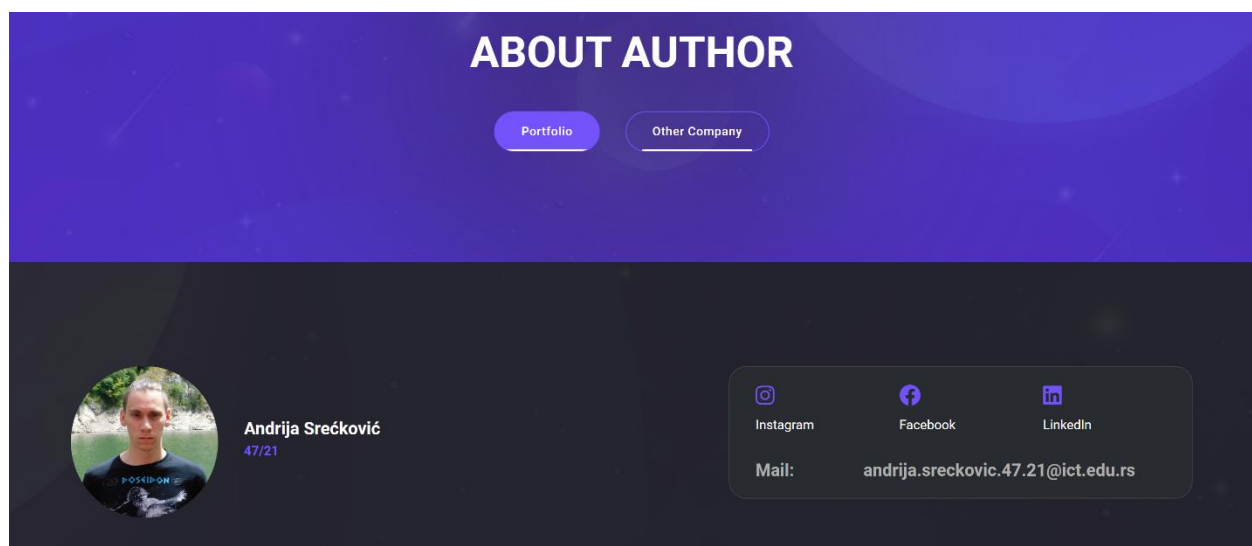 ABOUT AUTHOR
Portfolio
Other Company
Andrija Srećković
47/21
Instagram
Facebook
LinkedIn
Mail: andrija.sreckovic.47.21@ict.edu.rs
POSEIDON